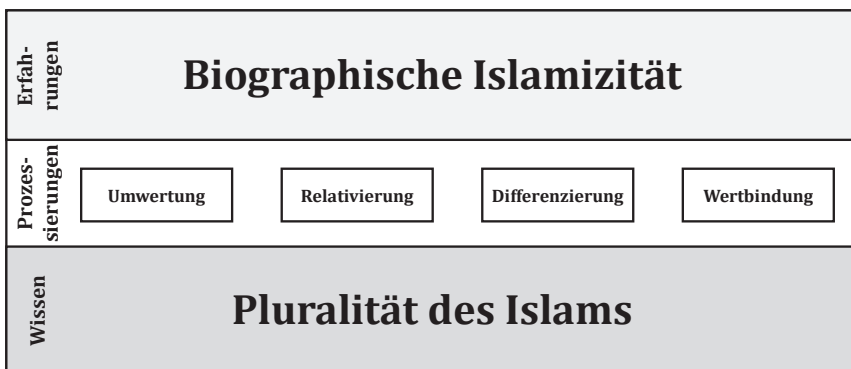 Erfah-
rungen
Biographische Islamizität
Prozes-
sierungen
Umwertung
Relativierung
Differenzierung
Wertbindung
Wissen
Pluralität des Islams